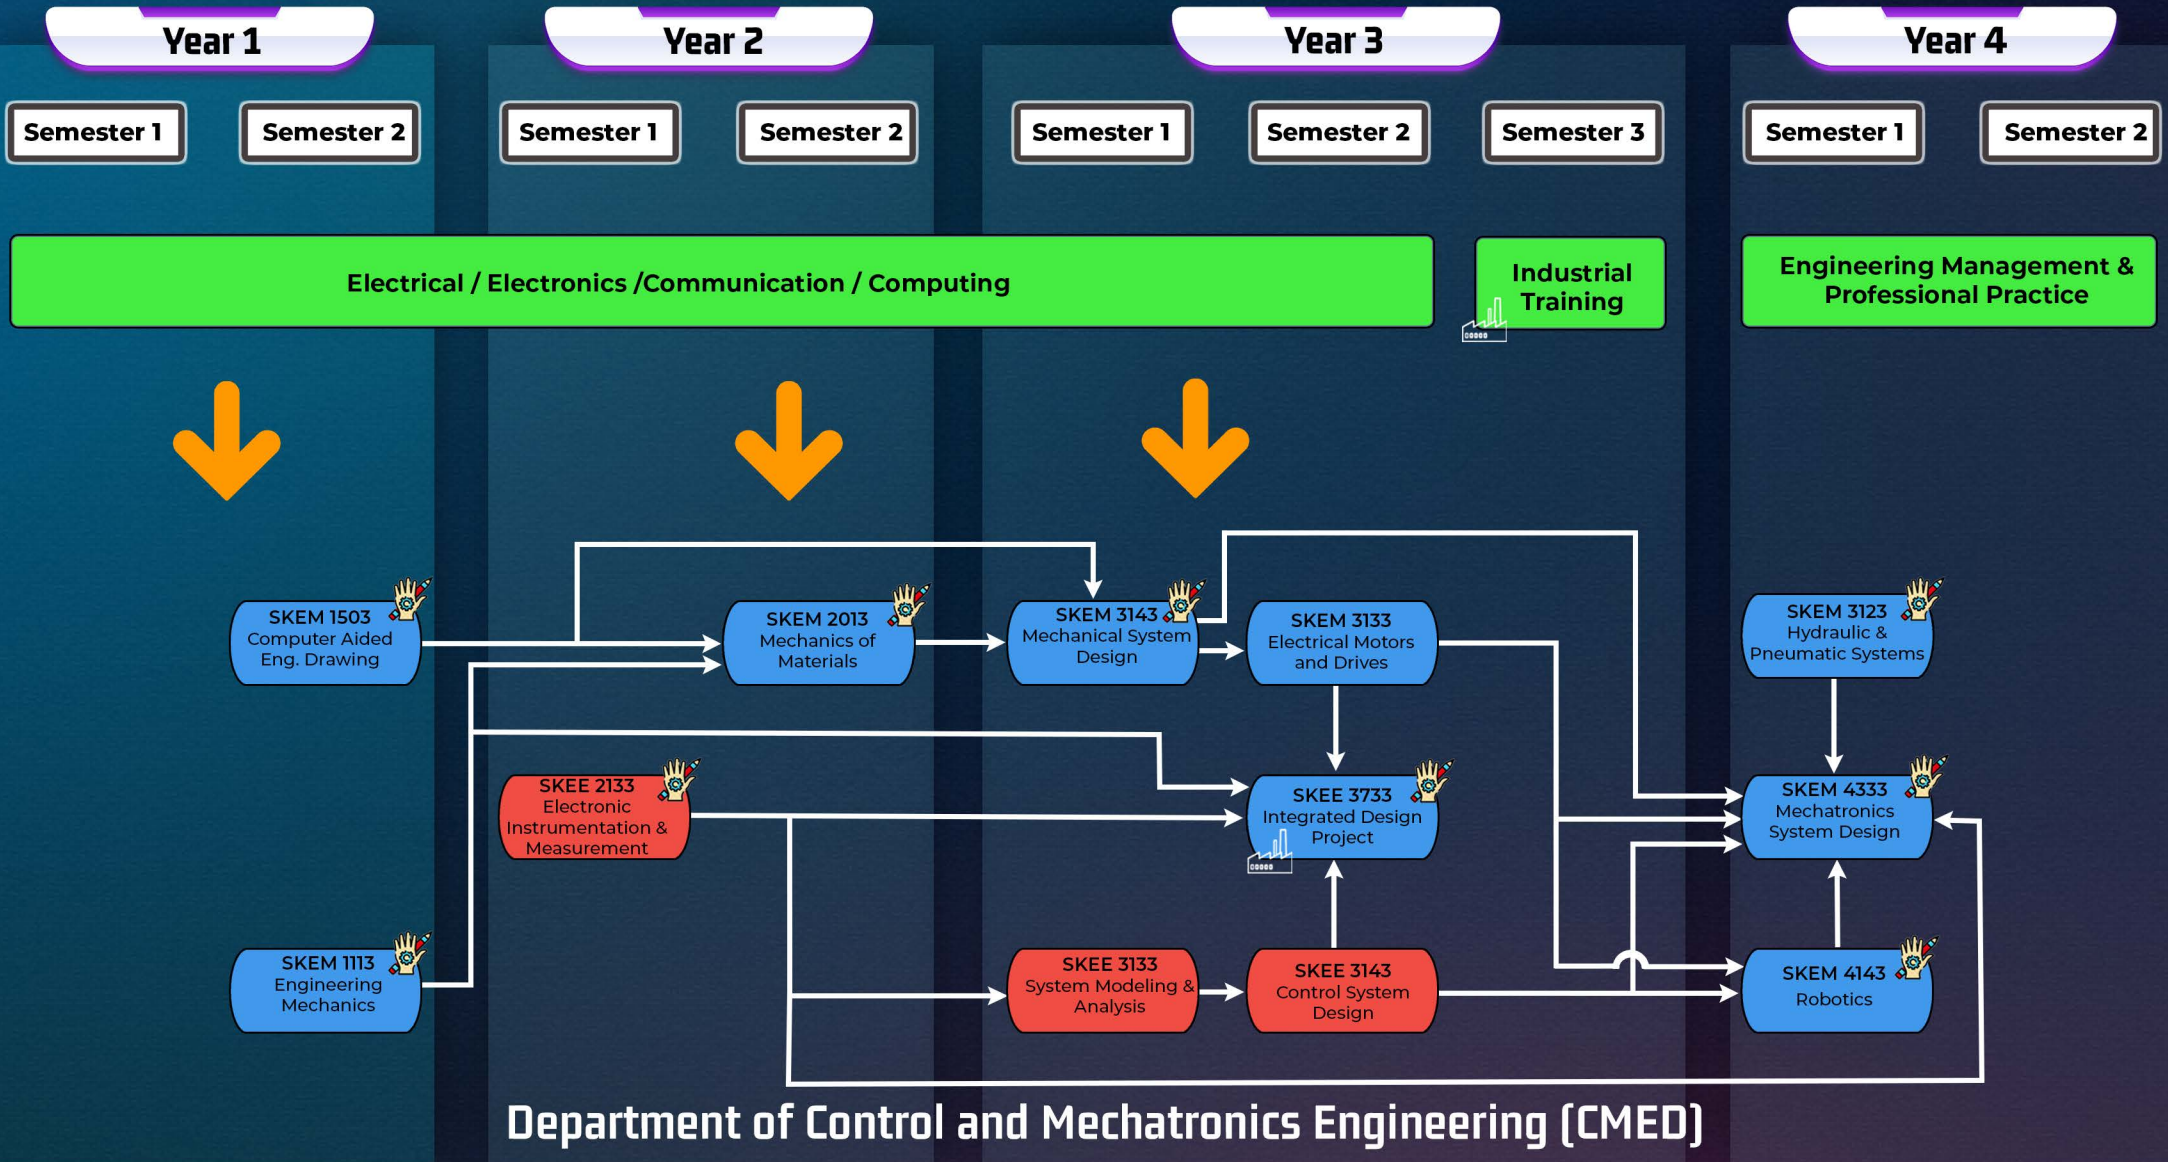 Year 1
Year 2
Year 3
Year 4
Semester 1
Semester 2
Semester 1
Semester 2
Semester 1
Semester 2
Semester 3
Semester 1
Semester 2
Electrical / Electronics /Communication / Computing
Industrial
Training
Engineering Management &
Professional Practice
SKEM 1503
Computer Aided
Eng. Drawing
SKEM 2013
Mechanics of
Materials
SKEM 3143
Mechanical System
Design
SKEM 3133
Electrical Motors
and Drives
SKEM 3123
Hydraulic &
Pneumatic Systems
SKEE 2133
Electronic
Instrumentation &
Measurement
SKEE 3733
Integrated Design
Project
SKEM 4333
Mechatronics
System Design
SKEM 1113
Engineering
Mechanics
SKEE 3133
System Modeling &
Analysis
SKEE 3143
Control System
Design
SKEM 4143
Robotics
Department of Control and Mechatronics Engineering (CMED)